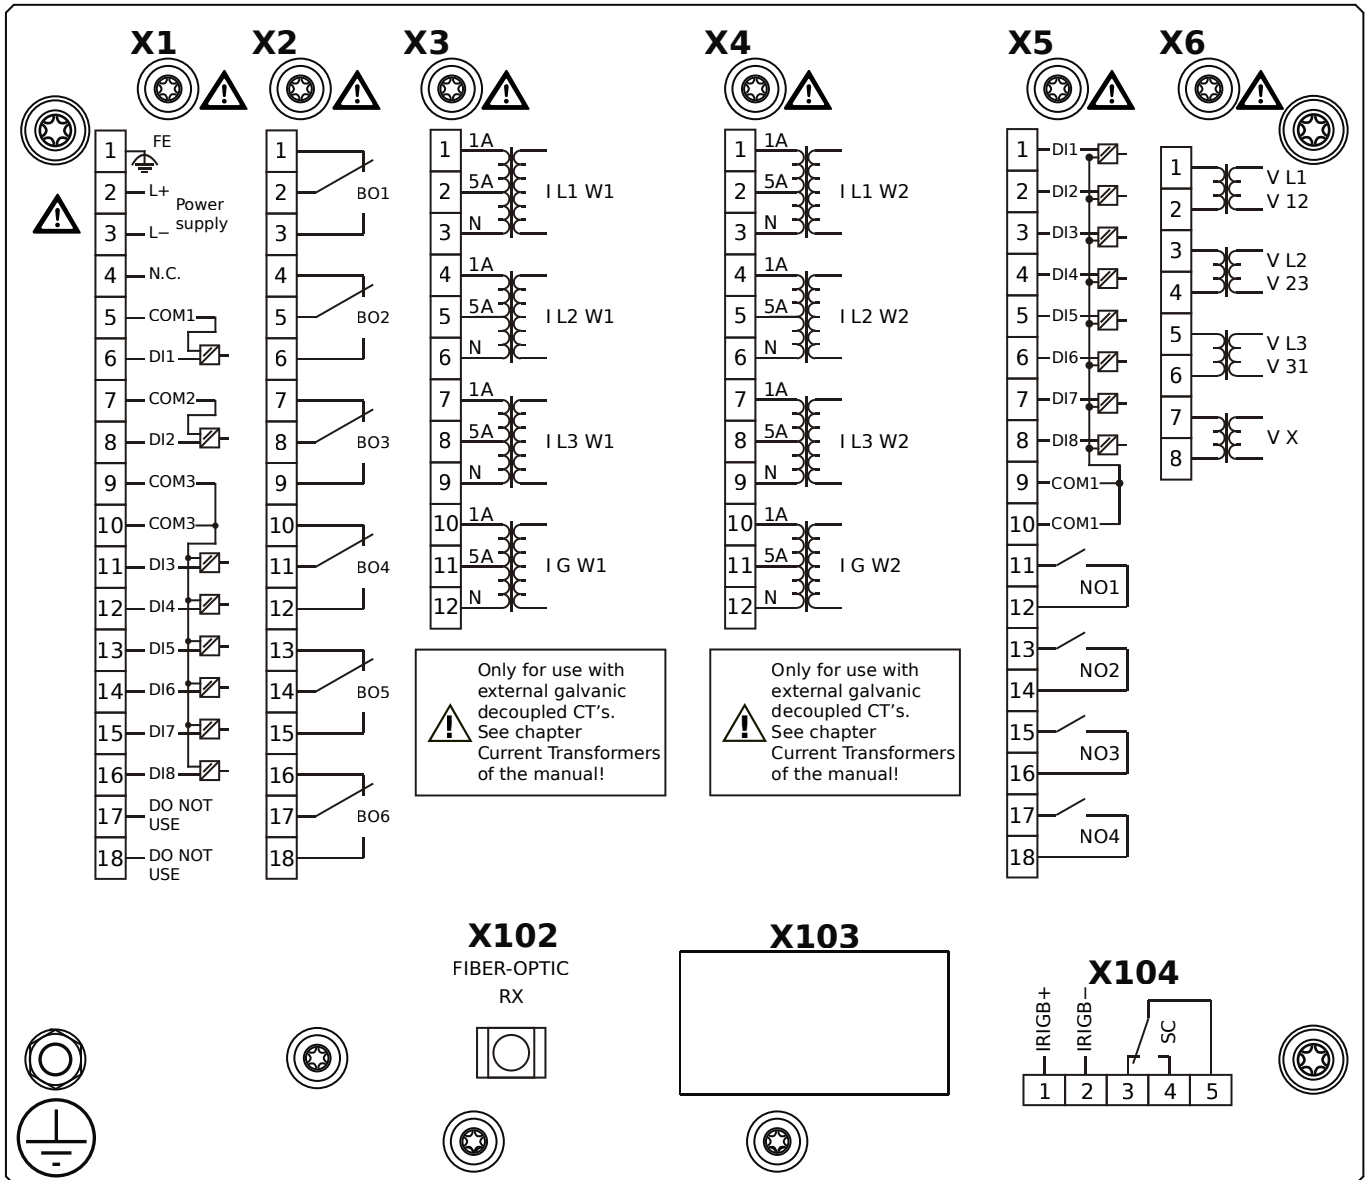 X1
X2
X3
X4
X5
X6
1 FE
2 L+
Power
supply
3 L−
4 N.C.
5 COM1
6 DI1
7 COM2
8 DI2
9 COM3
10 COM3
11 DI3
12 DI4
13 DI5
14 DI6
15 DI7
16 DI8
17 DO NOT
USE
18 DO NOT
USE
1
2 BO1
3
4
5 BO2
6
7
8 BO3
9
10
11 BO4
12
13
14 BO5
15
16
17 BO6
18
1 1A
2 5A I L1 W1
3 N
4 1A
5 5A I L2 W1
6 N
7 1A
8 5A I L3 W1
9 N
10 1A
11 5A I G W1
12 N
Only for use with
external galvanic
decoupled CT's.
See chapter
Current Transformers
of the manual!
1 1A
2 5A I L1 W2
3 N
4 1A
5 5A I L2 W2
6 N
7 1A
8 5A I L3 W2
9 N
10 1A
11 5A I G W2
12 N
Only for use with
external galvanic
decoupled CT's.
See chapter
Current Transformers
of the manual!
1 DI1
2 DI2
3 DI3
4 DI4
5 DI5
6 DI6
7 DI7
8 DI8
9 COM1
10 COM1
11
NO1
12
13
NO2
14
15
NO3
16
17
NO4
18
1 V L1
2 V 12
3 V L2
4 V 23
5 V L3
6 V 31
7
V X
8
X102
FIBER-OPTIC
RX
X103
X104
IRIGB+
IRIGB−
SC
1 2 3 4 5